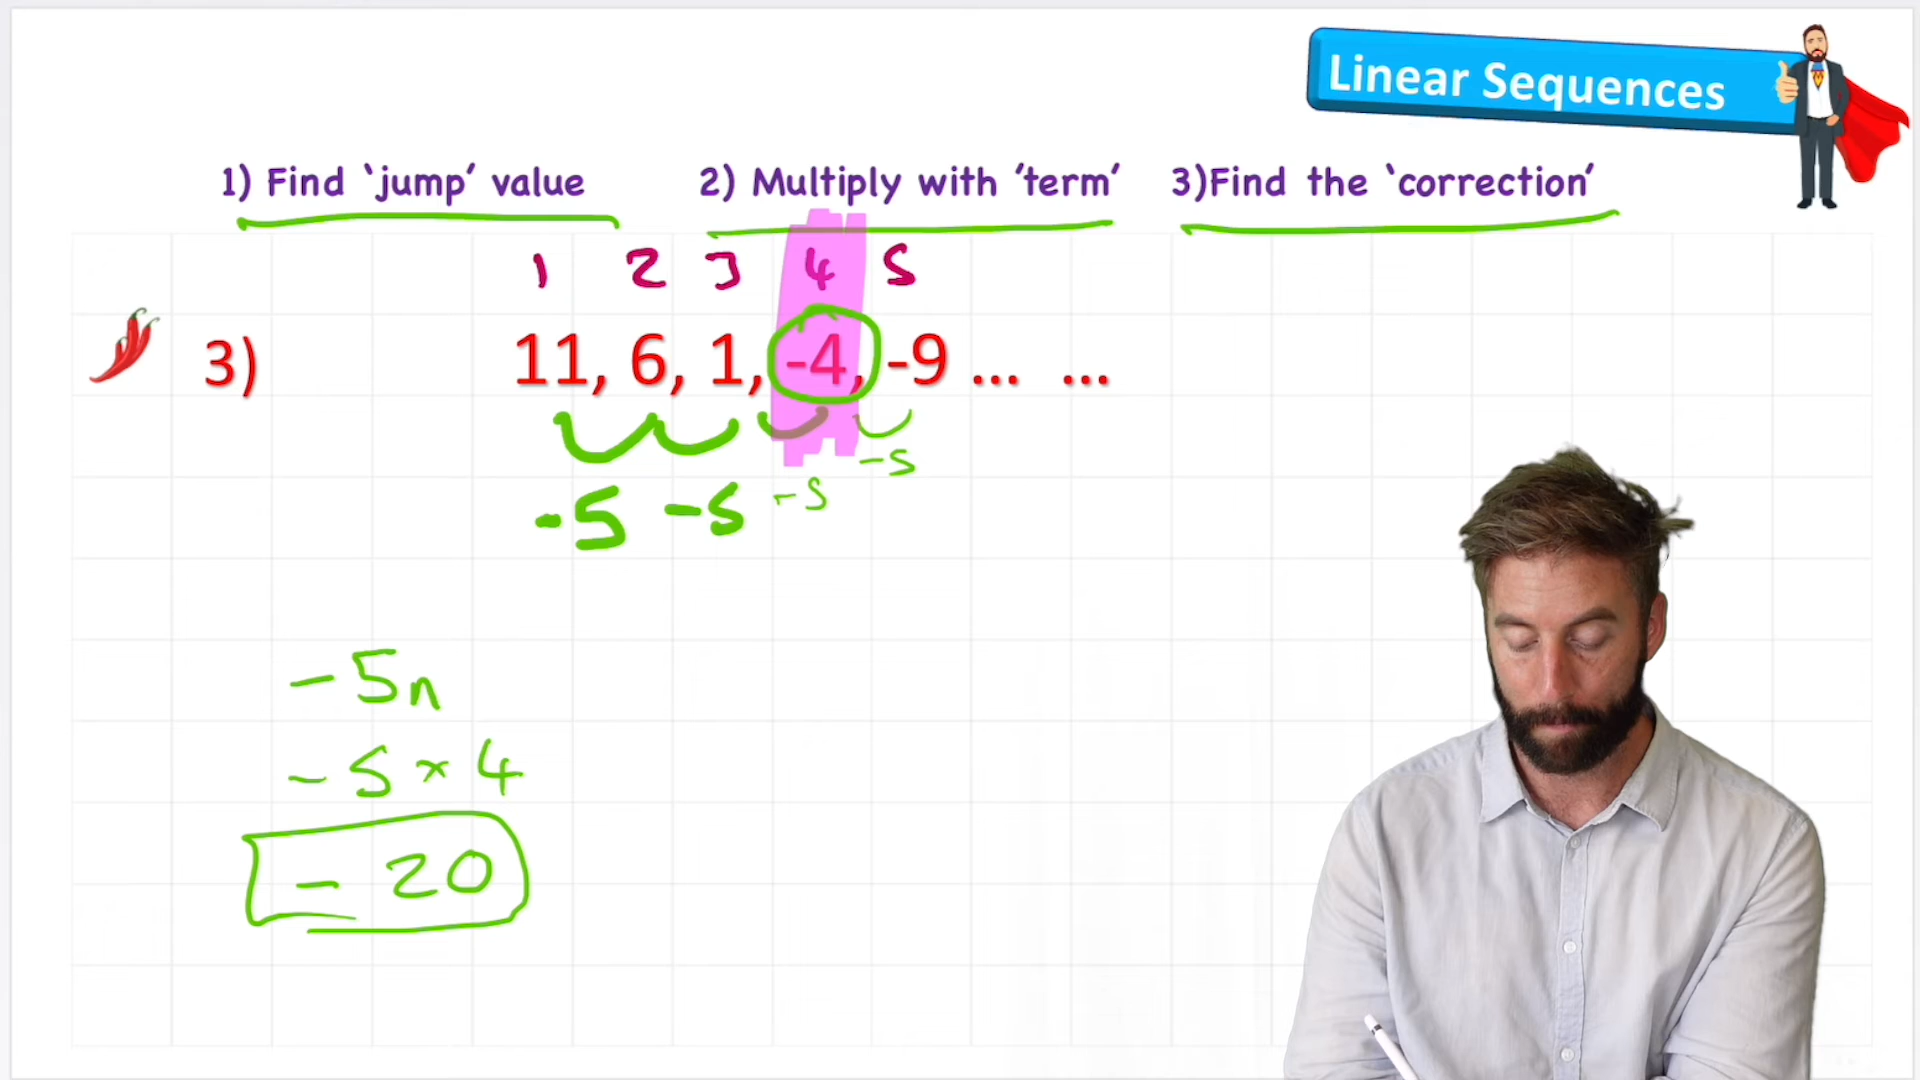 Linear Sequences
1) Find ‘jump’ value 2) Multiply with ‘term’ 3)Find the ‘correction’
1 2 3 4 5
3) 11, 6, 1, -4, -9 ... ...
-5 -5 -5 -5
-5n
-5 × 4
-20